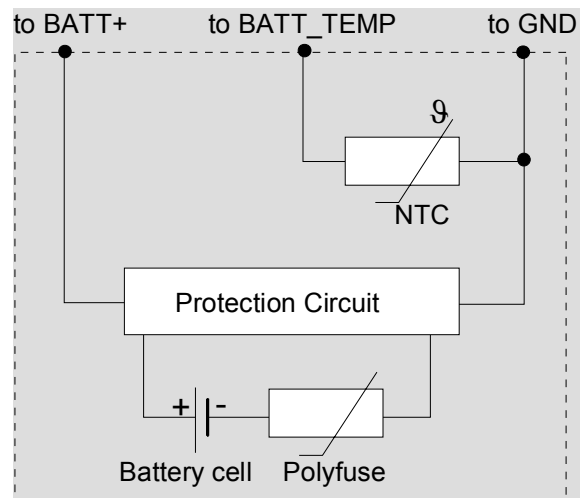 to BATT+ to BATT_TEMP to GND
ϑ
NTC
Protection Circuit
+ -
Battery cell Polyfuse